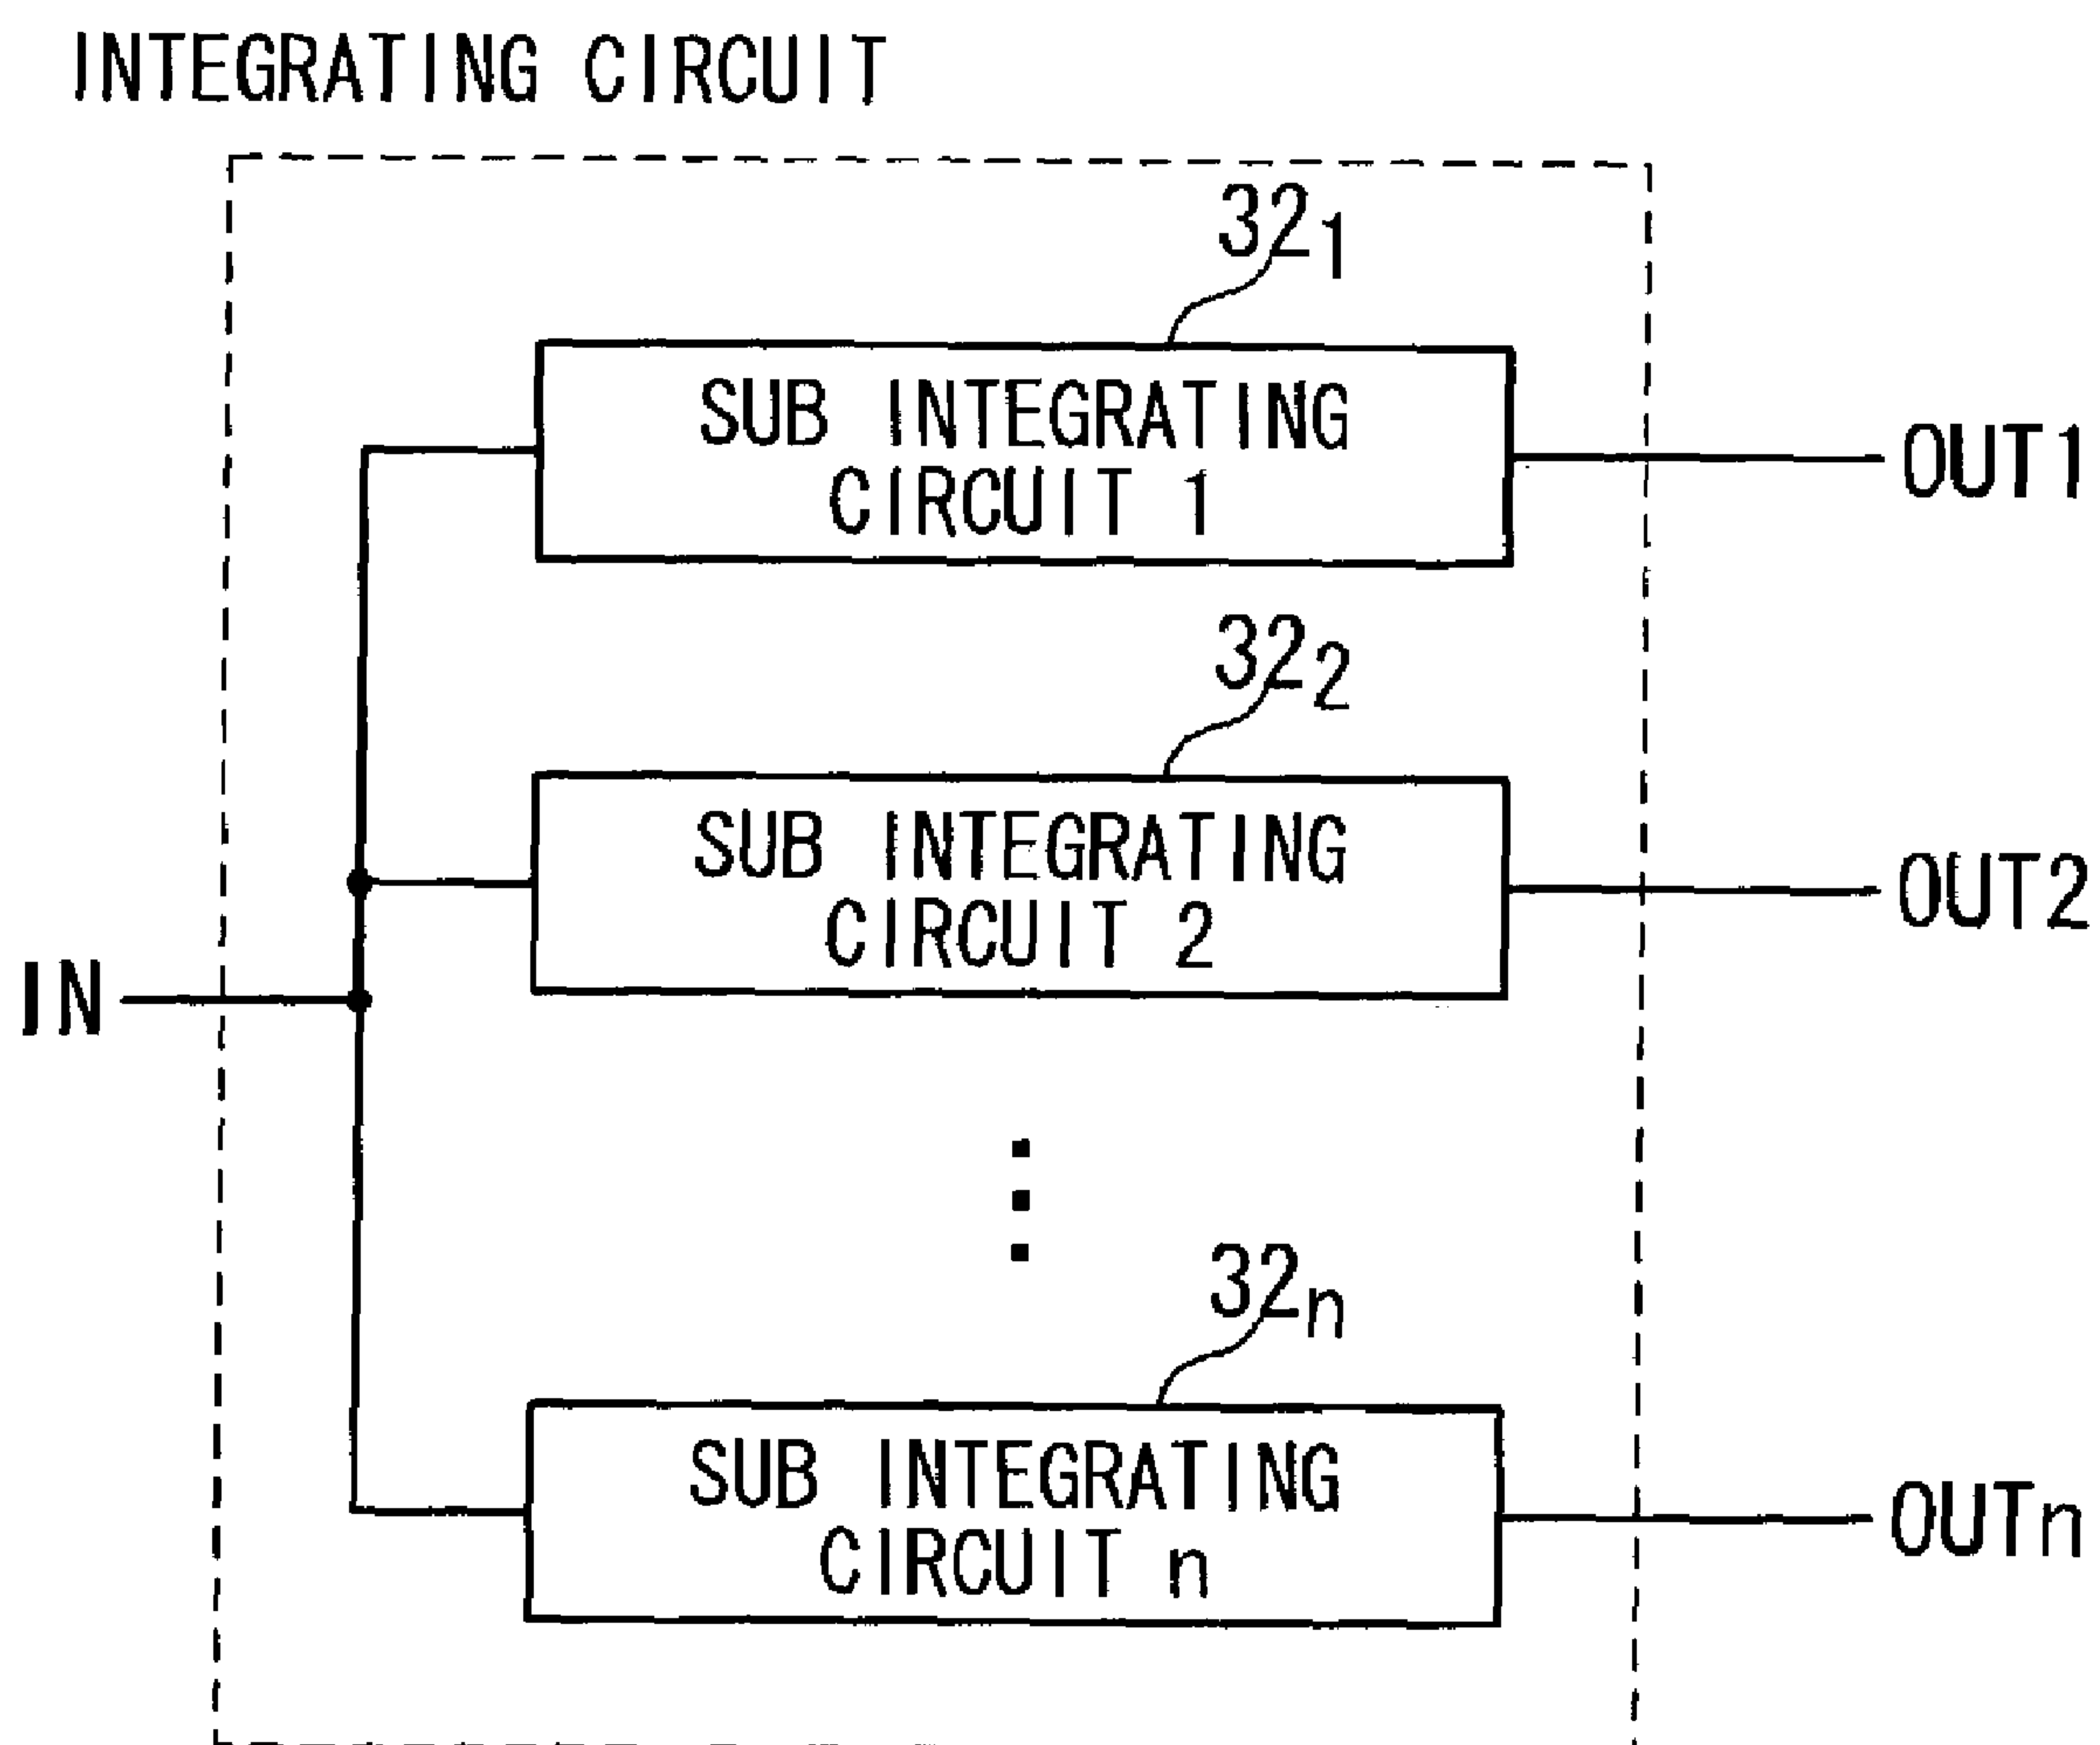 INTEGRATING CIRCUIT
32₁
SUB INTEGRATING
CIRCUIT 1
OUT1
32₂
SUB INTEGRATING
CIRCUIT 2
OUT2
IN
32ₙ
SUB INTEGRATING
CIRCUIT n
OUTn